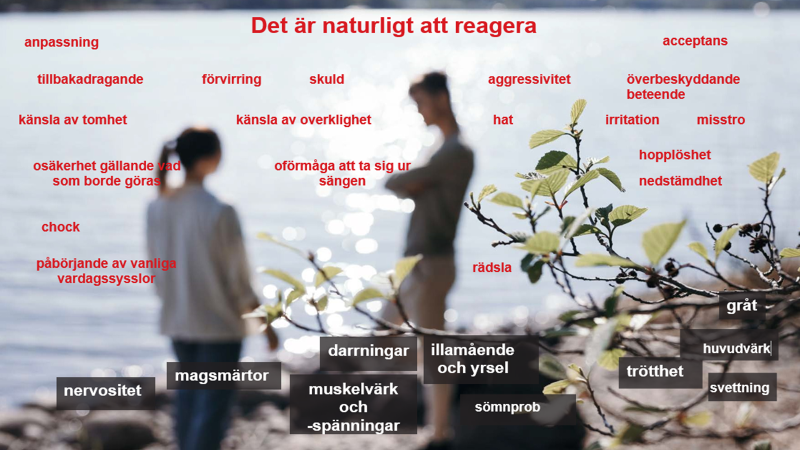 Det är naturligt att reagera
anpassning
acceptans
tillbakadragande
förvirring
skuld
aggressivitet
överbeskyddande
beteende
känsla av tomhet
känsla av overklighet
hat
irritation
misstro
osäkerhet gällande vad
som borde göras
oförmåga att ta sig ur
sängen
hopplöshet
nedstämdhet
chock
påbörjande av vanliga
vardagssysslor
rädsla
gråt
darrningar
illamående
och yrsel
huvudvärk
nervositet
magsmärtor
muskelvärk
och
-spänningar
sömnprob
trötthet
svettning